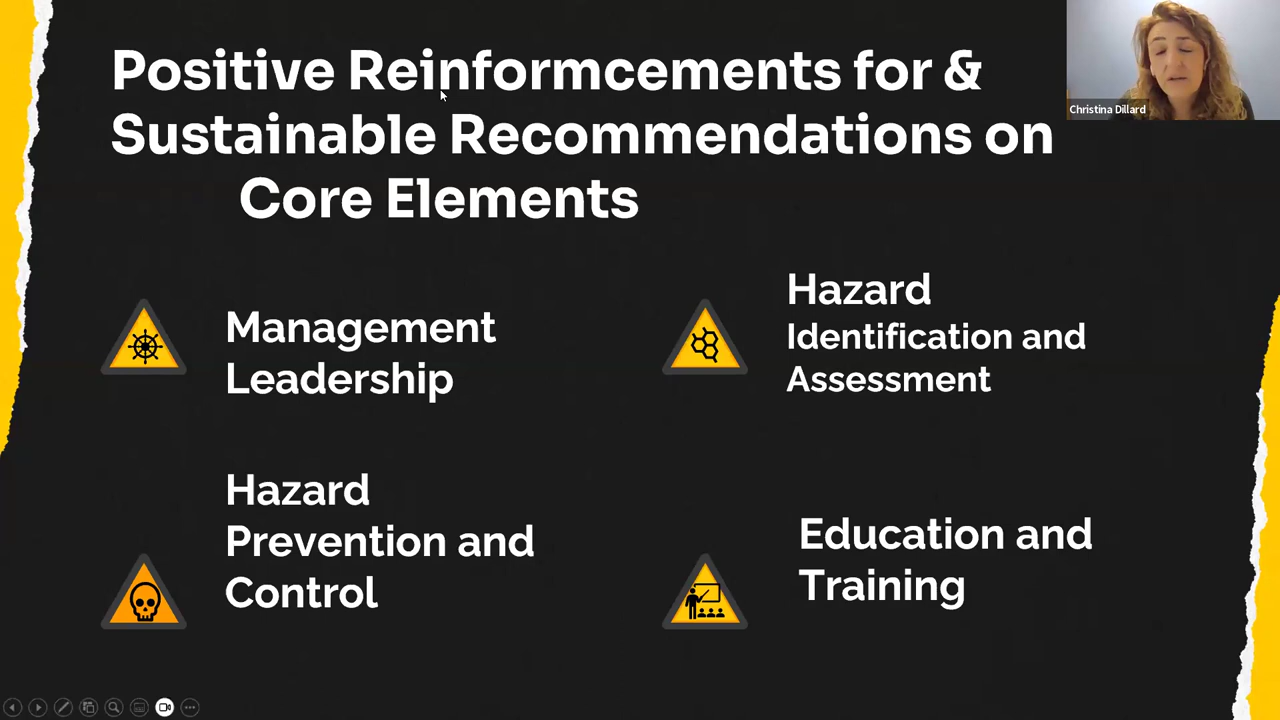 Positive Reinformcements for &
Sustainable Recommendations on
Core Elements
Christina Dillard
Management
Leadership
Hazard
Identification and
Assessment
Hazard
Prevention and
Control
Education and
Training